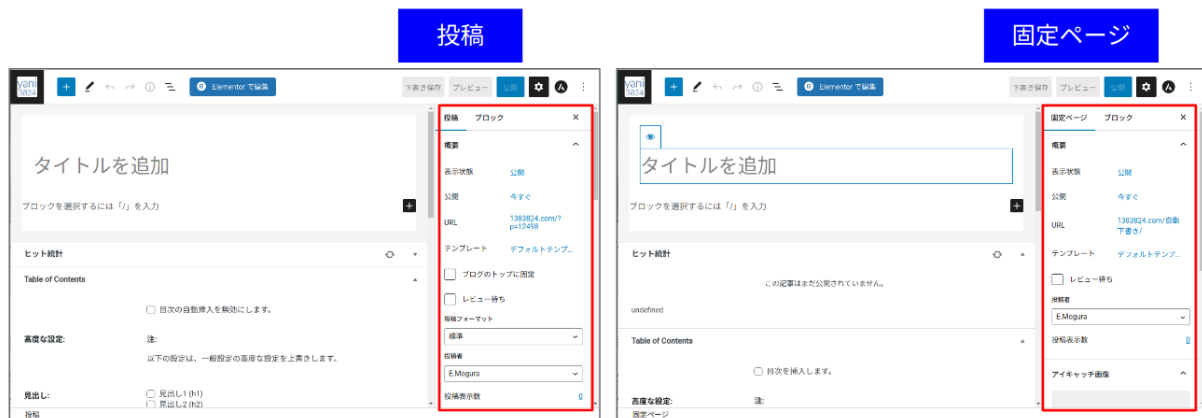 投稿
yani
3824
Elementor で編集
下書き保存
プレビュー
公開
タイトルを追加
ブロックを選択するには「/」を入力
ヒット統計
Table of Contents
目次の自動挿入を無効にします。
高度な設定:
注:
以下の設定は、一般設定の高度な設定を上書きします。
見出し:
見出し1 (h1)
見出し2 (h2)
投稿
投稿
ブロック
概要
表示状態
公開
公開
今すぐ
URL
1383824.com/?
p=12498
テンプレート
デフォルトテンプ...
ブログのトップに固定
レビュー待ち
投稿フォーマット
標準
投稿者
E.Mogura
投稿表示数
0
固定ページ
yani
3824
Elementor で編集
下書き保存
プレビュー
公開
タイトルを追加
ブロックを選択するには「/」を入力
ヒット統計
この記事はまだ公開されていません。
undefined
Table of Contents
目次を挿入します。
高度な設定:
注:
固定ページ
固定ページ
ブロック
概要
表示状態
公開
公開
今すぐ
URL
1383824.com/自動
下書き/
テンプレート
デフォルトテンプ...
レビュー待ち
投稿者
E.Mogura
投稿表示数
0
アイキャッチ画像